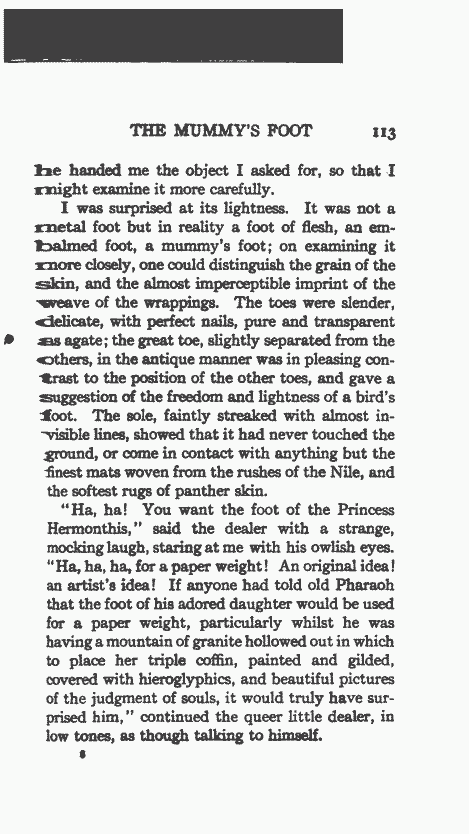 THE MUMMY'S FOOT 113
he handed me the object I asked for, so that I
might examine it more carefully.
I was surprised at its lightness. It was not a
metal foot but in reality a foot of flesh, an em-
balmed foot, a mummy's foot; on examining it
more closely, one could distinguish the grain of the
skin, and the almost imperceptible imprint of the
weave of the wrappings. The toes were slender,
delicate, with perfect nails, pure and transparent
as agate; the great toe, slightly separated from the
others, in the antique manner was in pleasing con-
trast to the position of the other toes, and gave a
suggestion of the freedom and lightness of a bird's
foot. The sole, faintly streaked with almost in-
visible lines, showed that it had never touched the
ground, or come in contact with anything but the
finest mats woven from the rushes of the Nile, and
the softest rugs of panther skin.
"Ha, ha! You want the foot of the Princess
Hermonthis," said the dealer with a strange,
mocking laugh, staring at me with his owlish eyes.
"Ha, ha, ha, for a paper weight! An original idea!
an artist's idea! If anyone had told old Pharaoh
that the foot of his adored daughter would be used
for a paper weight, particularly whilst he was
having a mountain of granite hollowed out in which
to place her triple coffin, painted and gilded,
covered with hieroglyphics, and beautiful pictures
of the judgment of souls, it would truly have sur-
prised him," continued the queer little dealer, in
low tones, as though talking to himself.
8